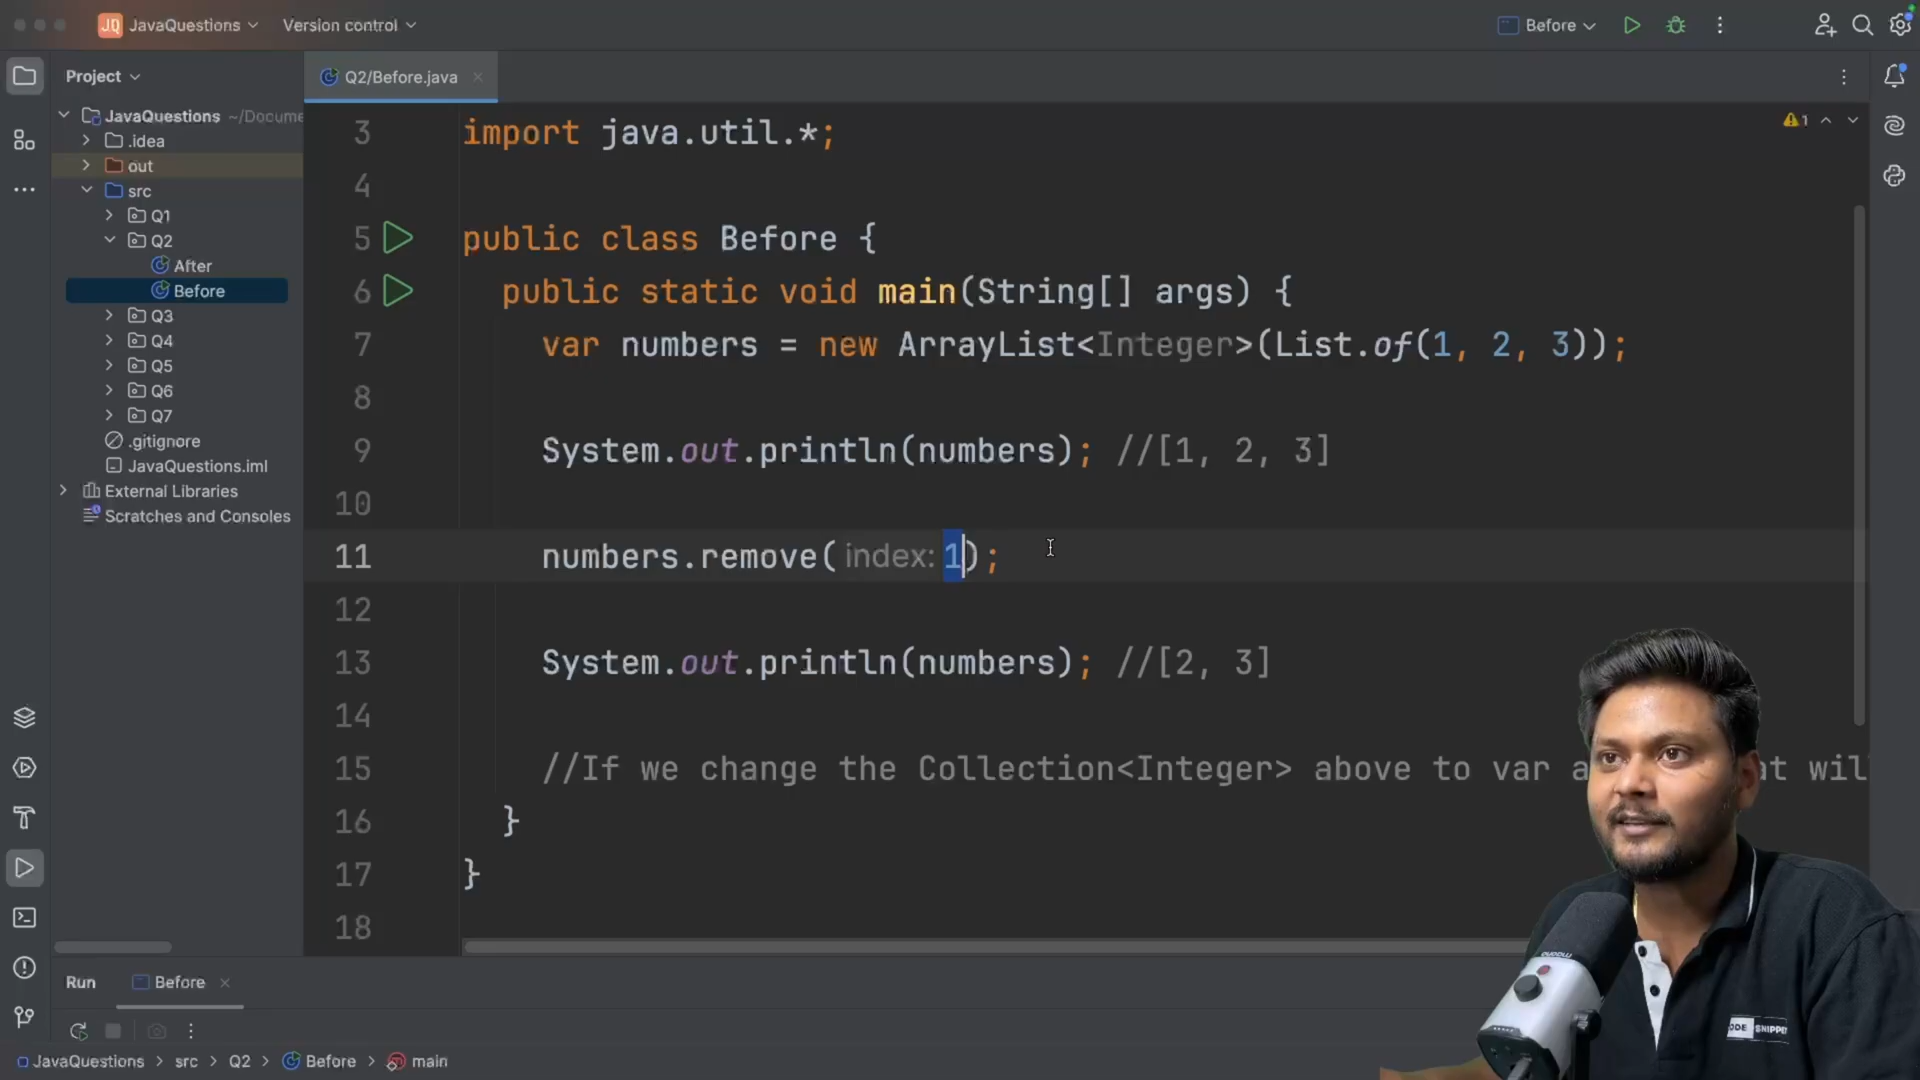 JQ JavaQuestions Version control Before
Project Q2/Before.java
JavaQuestions ~/Docume
.idea
out
src
Q1
Q2
After
Before
Q3
Q4
Q5
Q6
Q7
.gitignore
JavaQuestions.iml
External Libraries
Scratches and Consoles
1
3 import java.util.*;
4
5 public class Before {
6 public static void main(String[] args) {
7 var numbers = new ArrayList<Integer>(List.of(1, 2, 3));
8
9 System.out.println(numbers); //[1, 2, 3]
10
11 numbers.remove( index: 1);
12
13 System.out.println(numbers); //[2, 3]
14
15 //If we change the Collection<Integer> above to var wil
16 }
17 }
18
Run Before
JavaQuestions > src > Q2 > Before > main
ODE SNIPPE